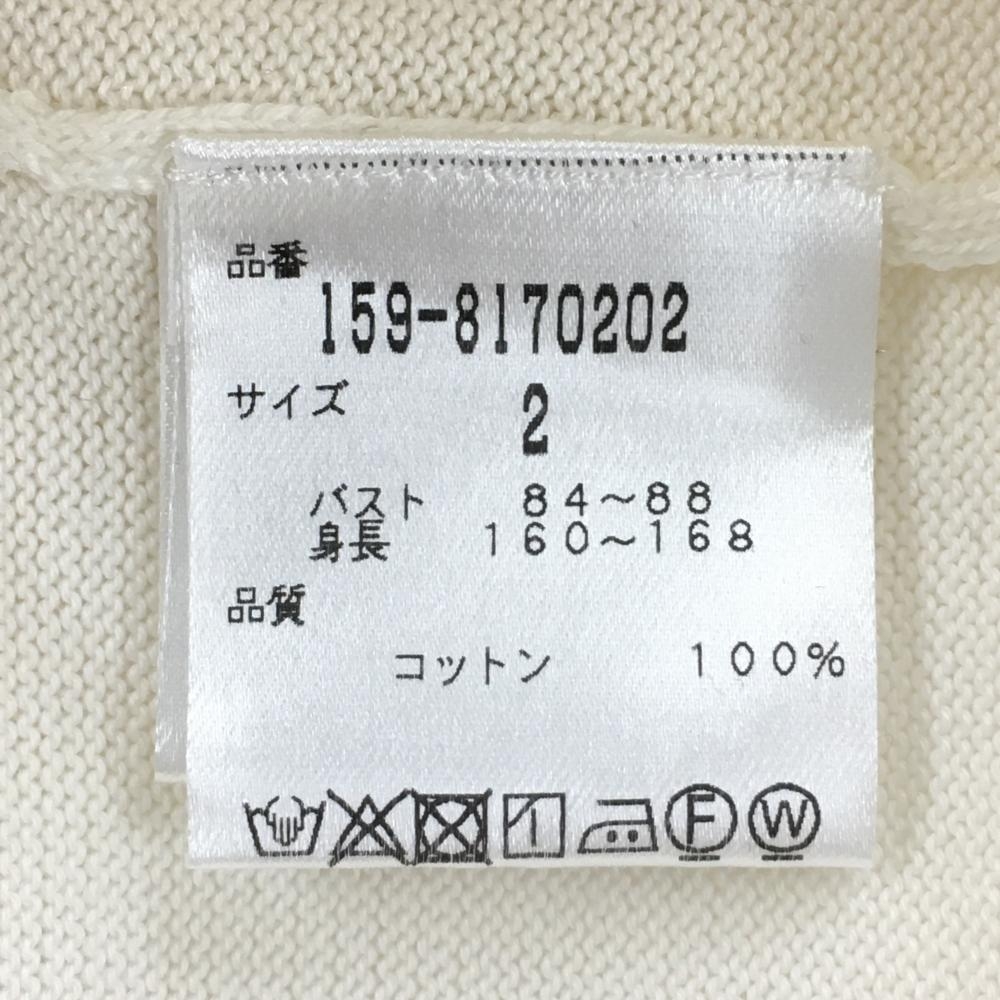 品番
159-8170202
サイズ 2
バスト 84～88
身長 160～168
品質
コットン 100%
F W